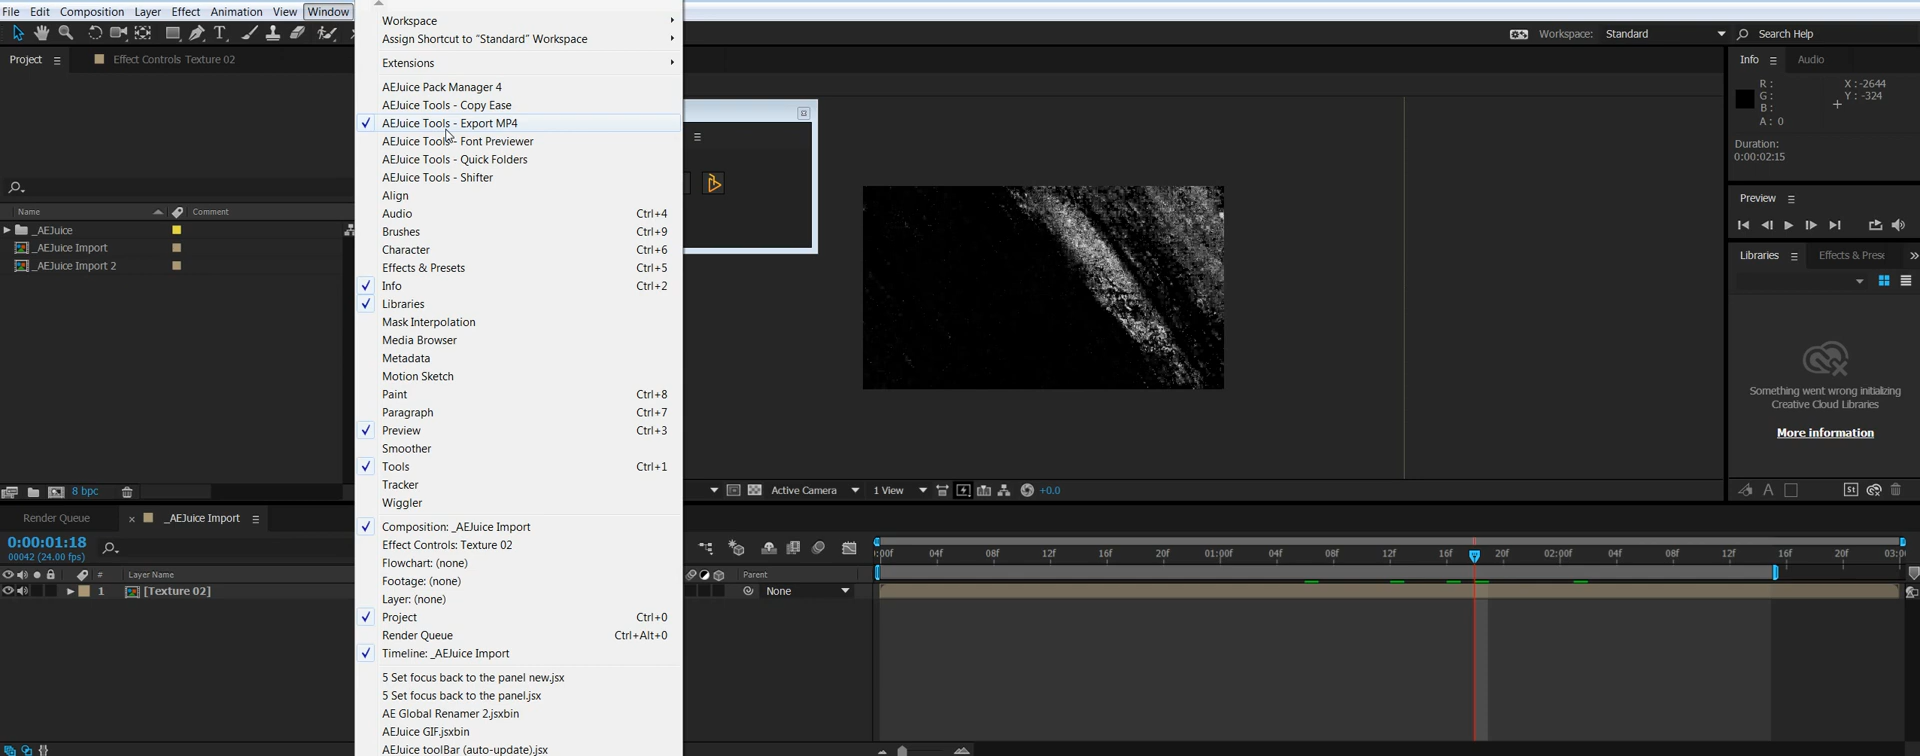 File Edit Composition Layer Effect Animation View Window
Workspace: Standard Search Help
Project Effect Controls Texture 02
Name Comment
_AEJuice
_AEJuice Import
_AEJuice Import 2
8 bpc
Workspace
Assign Shortcut to "Standard" Workspace
Extensions
AEJuice Pack Manager 4
AEJuice Tools - Copy Ease
AEJuice Tools - Export MP4
AEJuice Tools - Font Previewer
AEJuice Tools - Quick Folders
AEJuice Tools - Shifter
Align
Audio Ctrl+4
Brushes Ctrl+9
Character Ctrl+6
Effects & Presets Ctrl+5
Info Ctrl+2
Libraries
Mask Interpolation
Media Browser
Metadata
Motion Sketch
Paint Ctrl+8
Paragraph Ctrl+7
Preview Ctrl+3
Smoother
Tools Ctrl+1
Tracker
Wiggler
Composition: _AEJuice Import
Effect Controls: Texture 02
Flowchart: (none)
Footage: (none)
Layer: (none)
Project Ctrl+0
Render Queue Ctrl+Alt+0
Timeline: _AEJuice Import
5 Set focus back to the panel new.jsx
5 Set focus back to the panel.jsx
AE Global Renamer 2.jsxbin
AEJuice GIF.jsxbin
AEJuice toolBar (auto-update).jsx
Info Audio
R: X: -2644
G: Y: -324
B:
A: 0
Duration:
0:00:02:15
Preview
Libraries Effects & Prese
Something went wrong initializing
Creative Cloud Libraries
More information
St
Active Camera 1 View +0.0
Render Queue _AEJuice Import
0:00:01:18
00042 (24.00 fps)
# Layer Name
1 [Texture 02]
Parent
None
:00f 04f 08f 12f 16f 20f 01:00f 04f 08f 12f 16f 20f 02:00f 04f 08f 12f 16f 20f 03:0